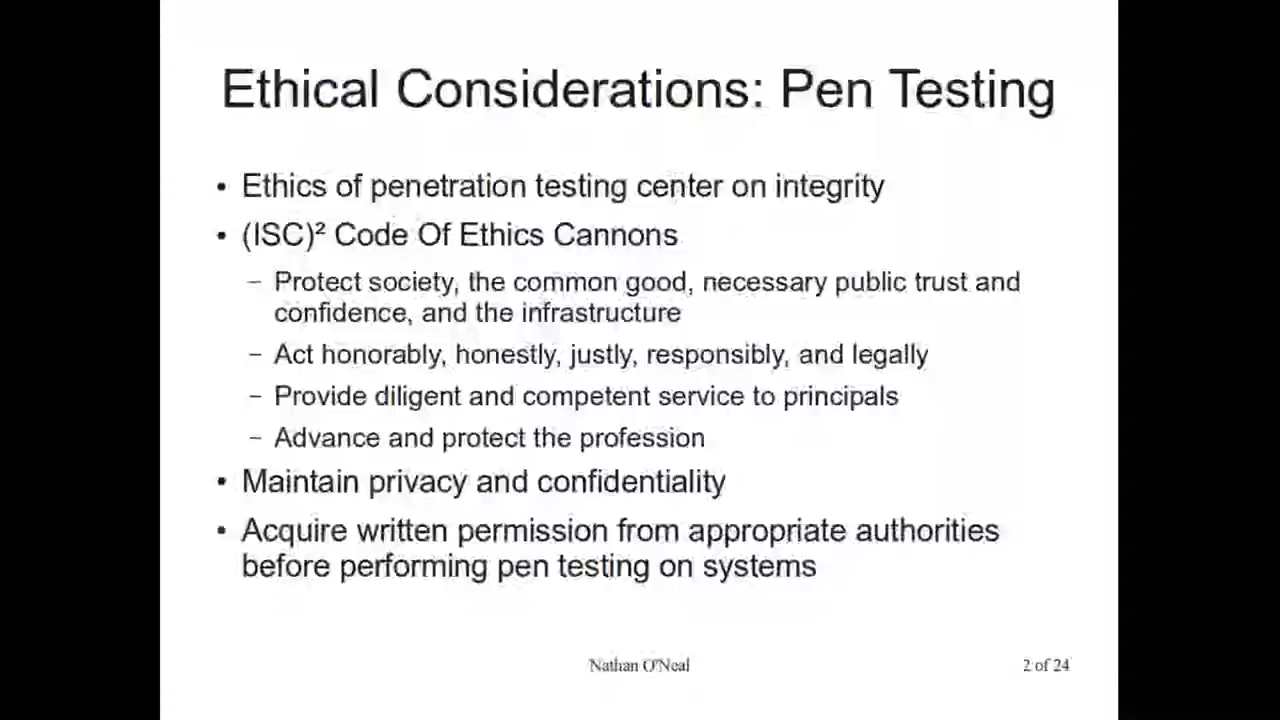 Ethical Considerations: Pen Testing
• Ethics of penetration testing center on integrity
• (ISC)² Code Of Ethics Cannons
– Protect society, the common good, necessary public trust and
confidence, and the infrastructure
– Act honorably, honestly, justly, responsibly, and legally
– Provide diligent and competent service to principals
– Advance and protect the profession
• Maintain privacy and confidentiality
• Acquire written permission from appropriate authorities
before performing pen testing on systems
Nathan O'Neal
2 of 24